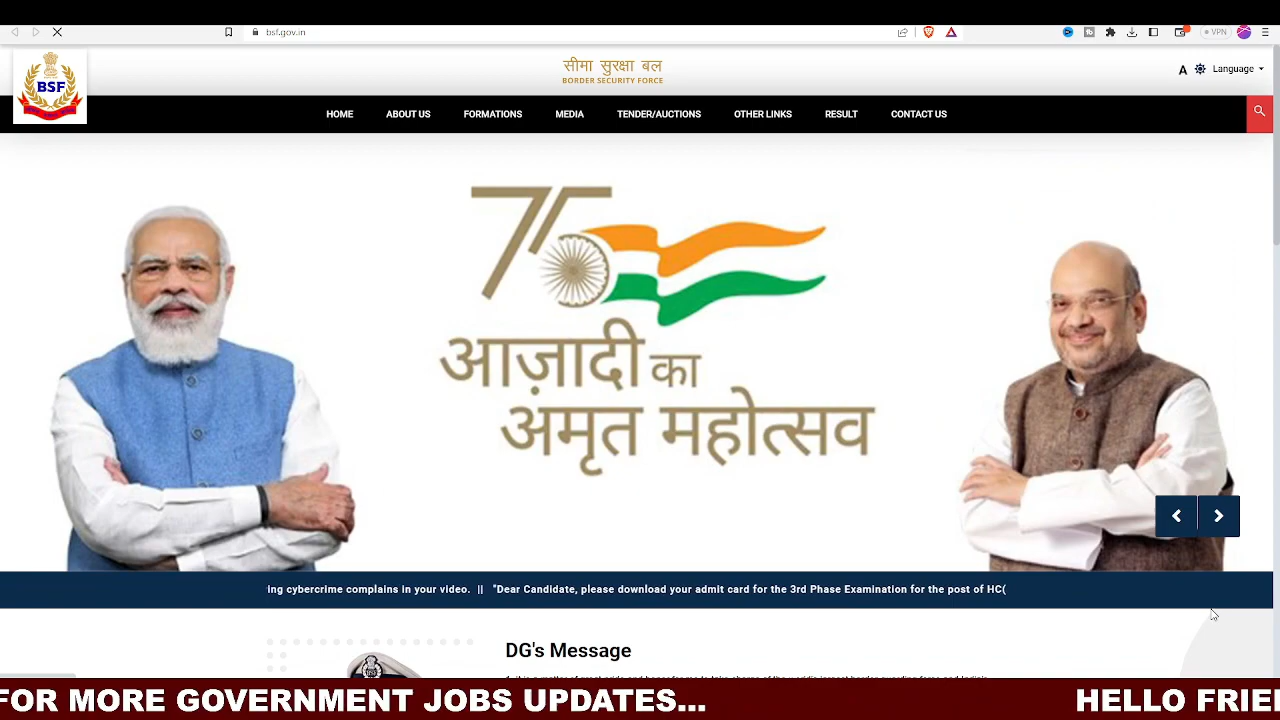 bsf.gov.in
VPN
BSF
सीमा सुरक्षा बल
BORDER SECURITY FORCE
A
Language
HOME ABOUT US FORMATIONS MEDIA TENDER/AUCTIONS OTHER LINKS RESULT CONTACT US
75
आज़ादी का
अमृत महोत्सव
ing cybercrime complains in your video. || "Dear Candidate, please download your admit card for the 3rd Phase Examination for the post of HC(
DG's Message
FOR MORE GOVERNMENT JOBS UPDATES... HELLO FRIE